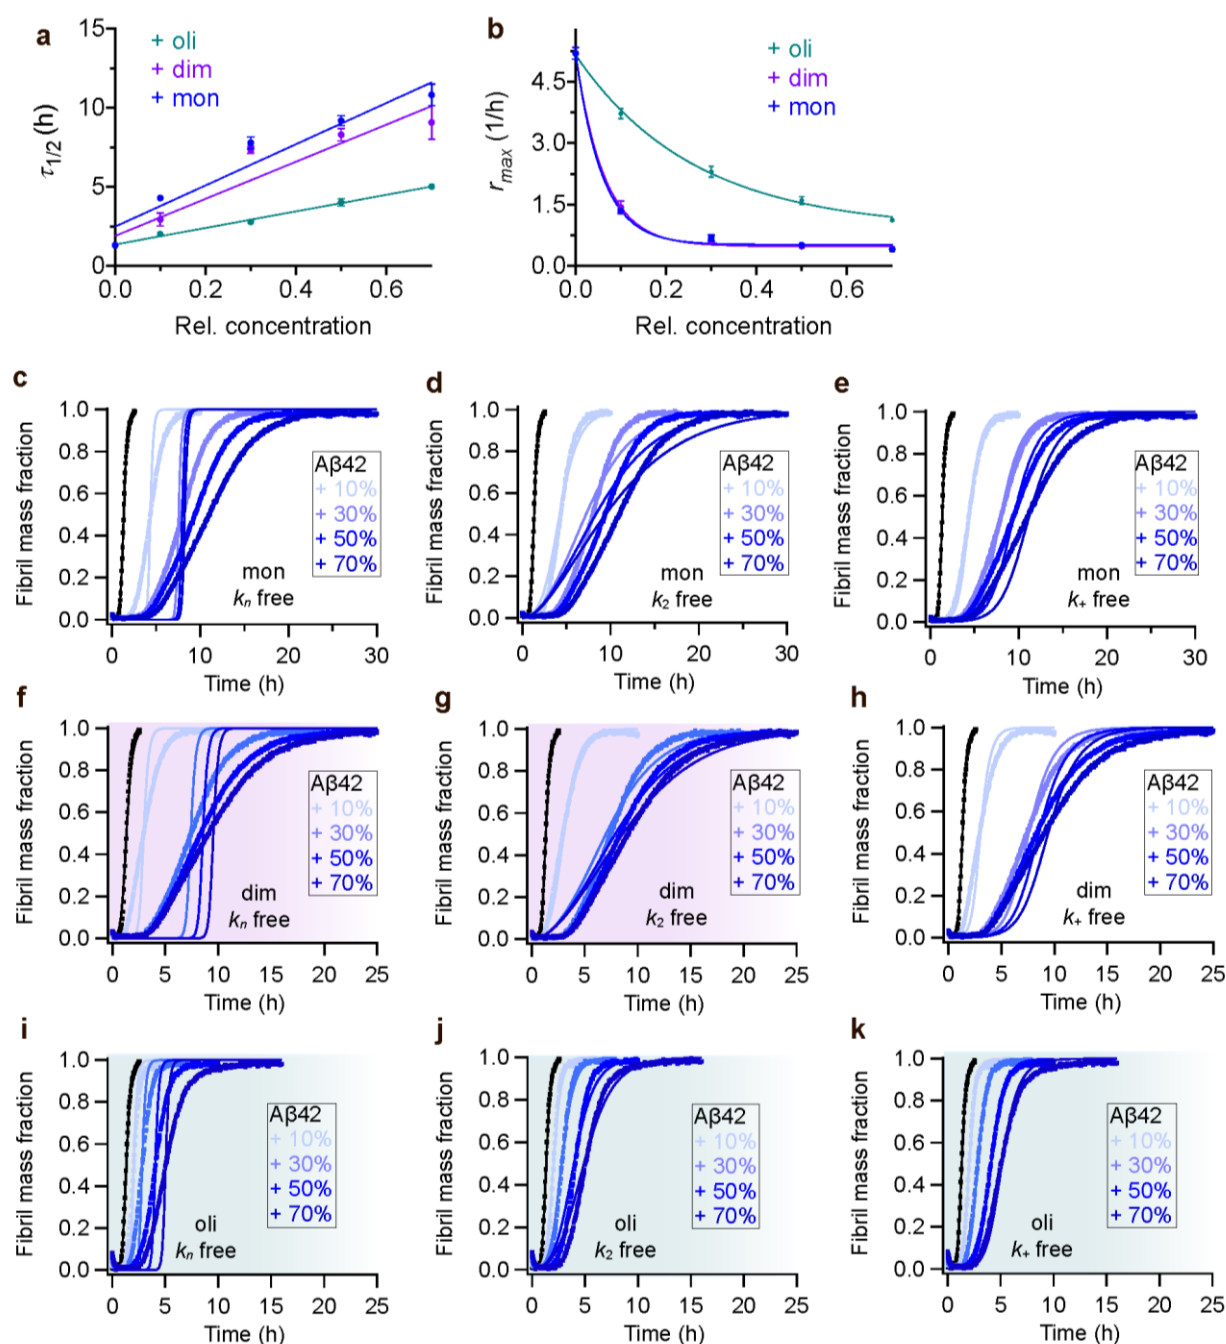 a
15
10
5
0
τ1/2 (h)
+ oli
+ dim
+ mon
0.0 0.2 0.4 0.6
Rel. concentration
b
4.5
3.0
1.5
0.0
rmax (1/h)
+ oli
+ dim
+ mon
0.0 0.2 0.4 0.6
Rel. concentration
c
1.0
0.8
0.6
0.4
0.2
0.0
Fibril mass fraction
Aβ42
+ 10%
+ 30%
+ 50%
+ 70%
mon
kn free
0 10 20 30
Time (h)
d
1.0
0.8
0.6
0.4
0.2
0.0
Fibril mass fraction
Aβ42
+ 10%
+ 30%
+ 50%
+ 70%
mon
k2 free
0 10 20 30
Time (h)
e
1.0
0.8
0.6
0.4
0.2
0.0
Fibril mass fraction
Aβ42
+ 10%
+ 30%
+ 50%
+ 70%
mon
k+ free
0 10 20 30
Time (h)
f
1.0
0.8
0.6
0.4
0.2
0.0
Fibril mass fraction
Aβ42
+ 10%
+ 30%
+ 50%
+ 70%
dim
kn free
0 5 10 15 20 25
Time (h)
g
1.0
0.8
0.6
0.4
0.2
0.0
Fibril mass fraction
Aβ42
+ 10%
+ 30%
+ 50%
+ 70%
dim
k2 free
0 5 10 15 20 25
Time (h)
h
1.0
0.8
0.6
0.4
0.2
0.0
Fibril mass fraction
Aβ42
+ 10%
+ 30%
+ 50%
+ 70%
dim
k+ free
0 5 10 15 20 25
Time (h)
i
1.0
0.8
0.6
0.4
0.2
0.0
Fibril mass fraction
Aβ42
+ 10%
+ 30%
+ 50%
+ 70%
oli
kn free
0 5 10 15 20 25
Time (h)
j
1.0
0.8
0.6
0.4
0.2
0.0
Fibril mass fraction
Aβ42
+ 10%
+ 30%
+ 50%
+ 70%
oli
k2 free
0 5 10 15 20 25
Time (h)
k
1.0
0.8
0.6
0.4
0.2
0.0
Fibril mass fraction
Aβ42
+ 10%
+ 30%
+ 50%
+ 70%
oli
k+ free
0 5 10 15 20 25
Time (h)